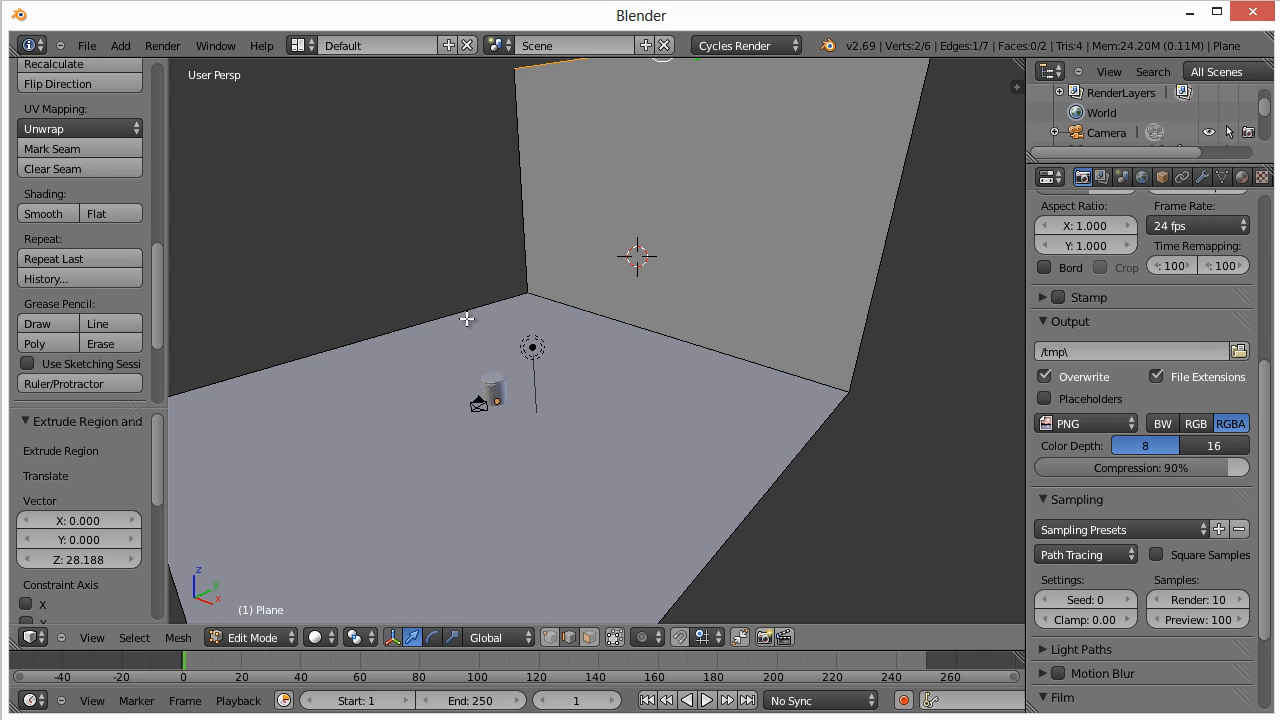 Blender
File Add Render Window Help Default Scene Cycles Render v2.69 | Verts:2/6 | Edges:1/7 | Faces:0/2 | Tris:4 | Mem:24.20M (0.11M) | Plane
Recalculate
Flip Direction
UV Mapping:
Unwrap
Mark Seam
Clear Seam
Shading:
Smooth Flat
Repeat:
Repeat Last
History...
Grease Pencil:
Draw Line
Poly Erase
Use Sketching Sessi
Ruler/Protractor
Extrude Region and
Extrude Region
Translate
Vector
X: 0.000
Y: 0.000
Z: 28.188
Constraint Axis
X
User Persp
z
y
x
(1) Plane
View Search All Scenes
RenderLayers
World
Camera
Aspect Ratio: Frame Rate:
X: 1.000 24 fps
Y: 1.000 Time Remapping:
Bord Crop : 100 : 100
Stamp
Output
/tmp\
Overwrite File Extensions
Placeholders
PNG BW RGB RGBA
Color Depth: 8 16
Compression: 90%
Sampling
Sampling Presets
Path Tracing Square Samples
Settings: Samples:
Seed: 0 Render: 10
Clamp: 0.00 Preview: 100
Light Paths
Motion Blur
Film
View Select Mesh Edit Mode Global
-40 -20 0 20 40 60 80 100 120 140 160 180 200 220 240 260
View Marker Frame Playback Start: 1 End: 250 1 No Sync